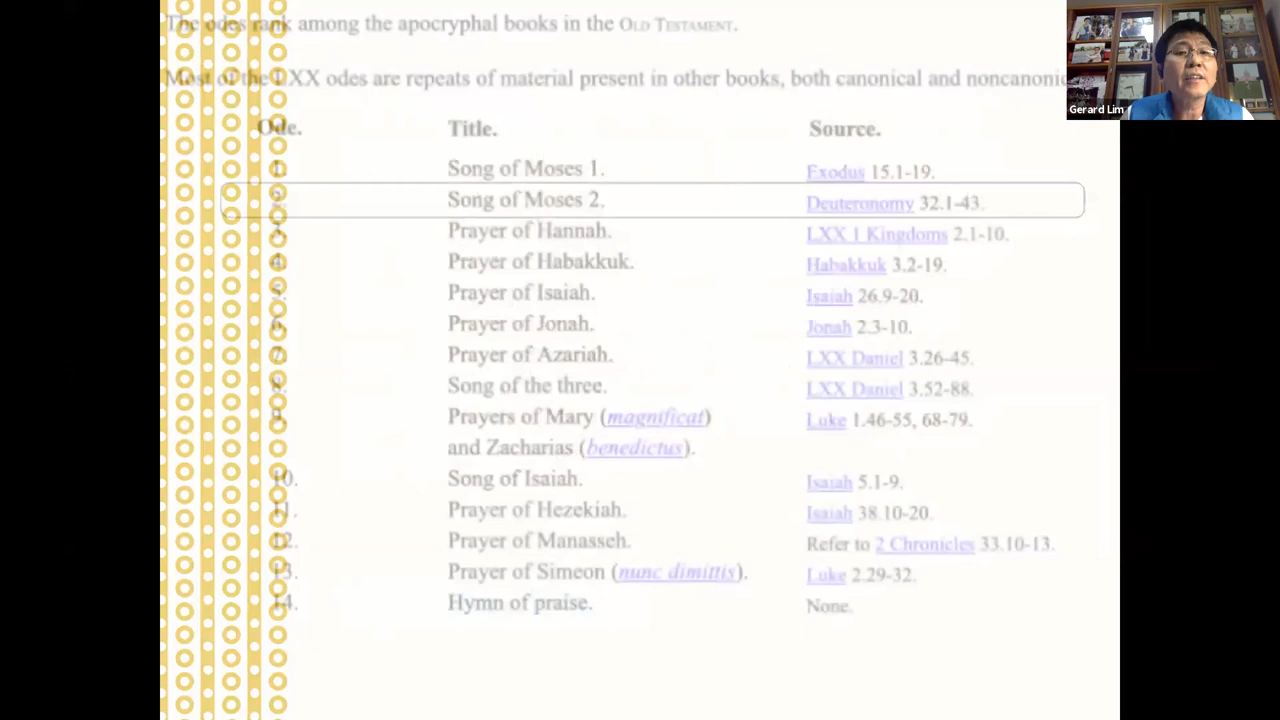 The odes rank among the apocryphal books in the OLD TESTAMENT.
Most of the LXX odes are repeats of material present in other books, both canonical and
Gerard Lim
Ode. Title. Source.
1. Song of Moses 1. Exodus 15.1-19.
2. Song of Moses 2. Deuteronomy 32.1-43.
3. Prayer of Hannah. LXX 1 Kingdoms 2.1-10.
4. Prayer of Habakkuk. Habakkuk 3.2-19.
5. Prayer of Isaiah. Isaiah 26.9-20.
6. Prayer of Jonah. Jonah 2.3-10.
7. Prayer of Azariah. LXX Daniel 3.26-45.
8. Song of the three. LXX Daniel 3.52-88.
9. Prayers of Mary (magnificat) Luke 1.46-55, 68-79.
and Zacharias (benedictus).
10. Song of Isaiah. Isaiah 5.1-9.
11. Prayer of Hezekiah. Isaiah 38.10-20.
12. Prayer of Manasseh. Refer to 2 Chronicles 33.10-13.
13. Prayer of Simeon (nunc dimittis). Luke 2.29-32.
14. Hymn of praise. None.